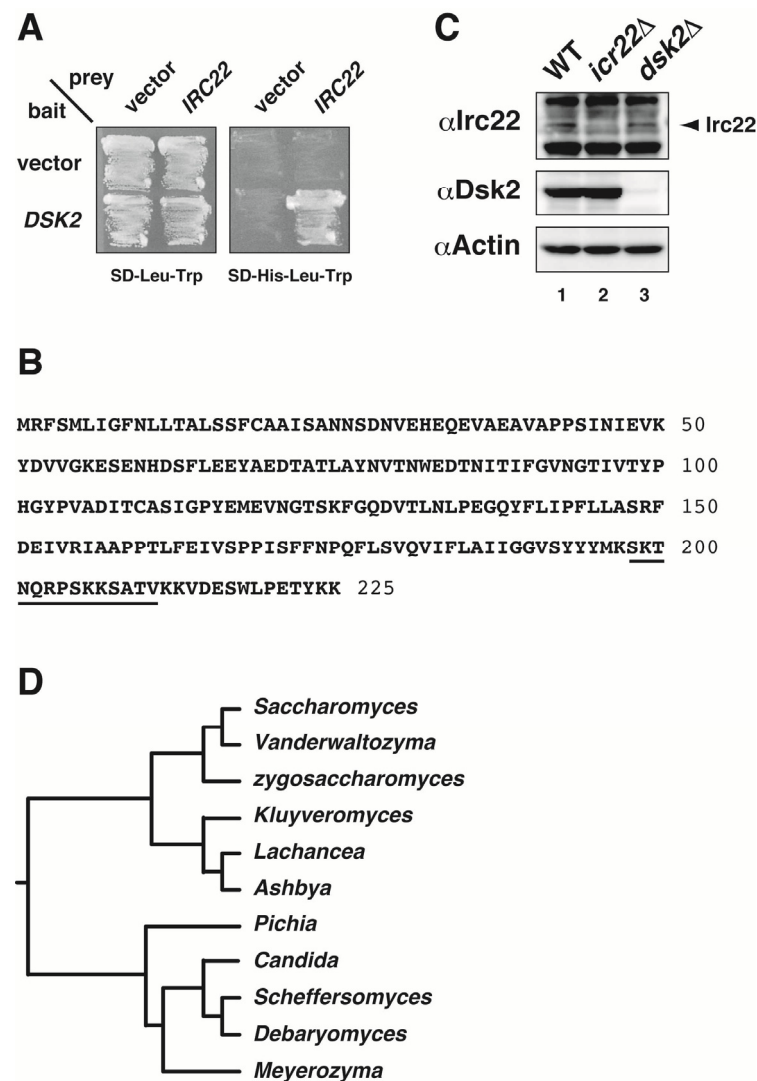 A
prey
bait
vector
IRC22
vector
IRC22
vector
DSK2
SD-Leu-Trp
SD-His-Leu-Trp
C
WT
icr22Δ
dsk2Δ
αIrc22
Irc22
αDsk2
αActin
1 2 3
B
MRFSMLIGFNLLTALSSFCAAISANNSDNVEHEQEVAEAVAPPSINIEVK 50
YDVVGKESENHDSFLEEYAEDTATLAYNVTNWEDTNITIFGVNGTIVTYP 100
HGYPVADITCASIGPYEMEVNGTSKFGQDVTLNLPEGQYFLIPFLLASRF 150
DEIVRIAAPPTLFEIVSPPISFFNPQFLSVQVIFLAIIGGVSYYYMKSKT 200
NQRPSKKSATVKKVDESWLPETYKK 225
D
Saccharomyces
Vanderwaltozyma
zygosaccharomyces
Kluyveromyces
Lachancea
Ashbya
Pichia
Candida
Scheffersomyces
Debaryomyces
Meyerozyma